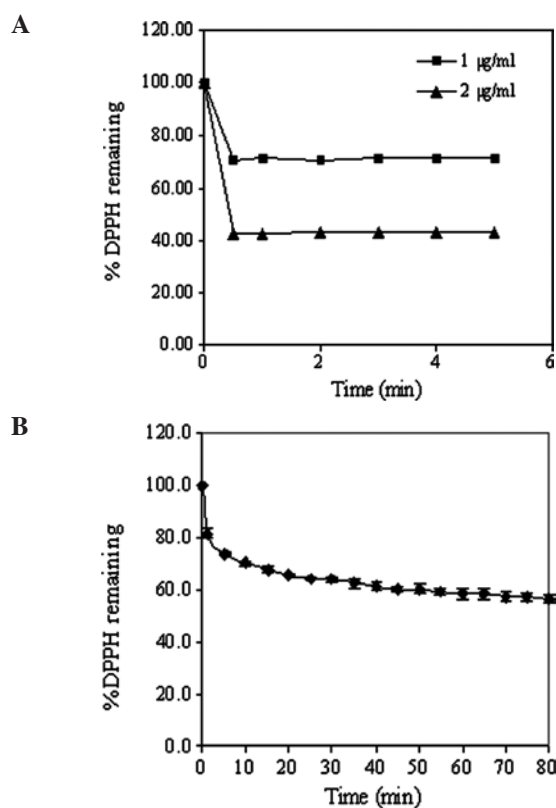 A
120.00
100.00
80.00
60.00
40.00
20.00
0.00
% DPPH remaining
1 µg/ml
2 µg/ml
0 2 4 6
Time (min)
B
120.0
100.0
80.0
60.0
40.0
20.0
0.0
%DPPH remaining
0 10 20 30 40 50 60 70 80
Time (min)